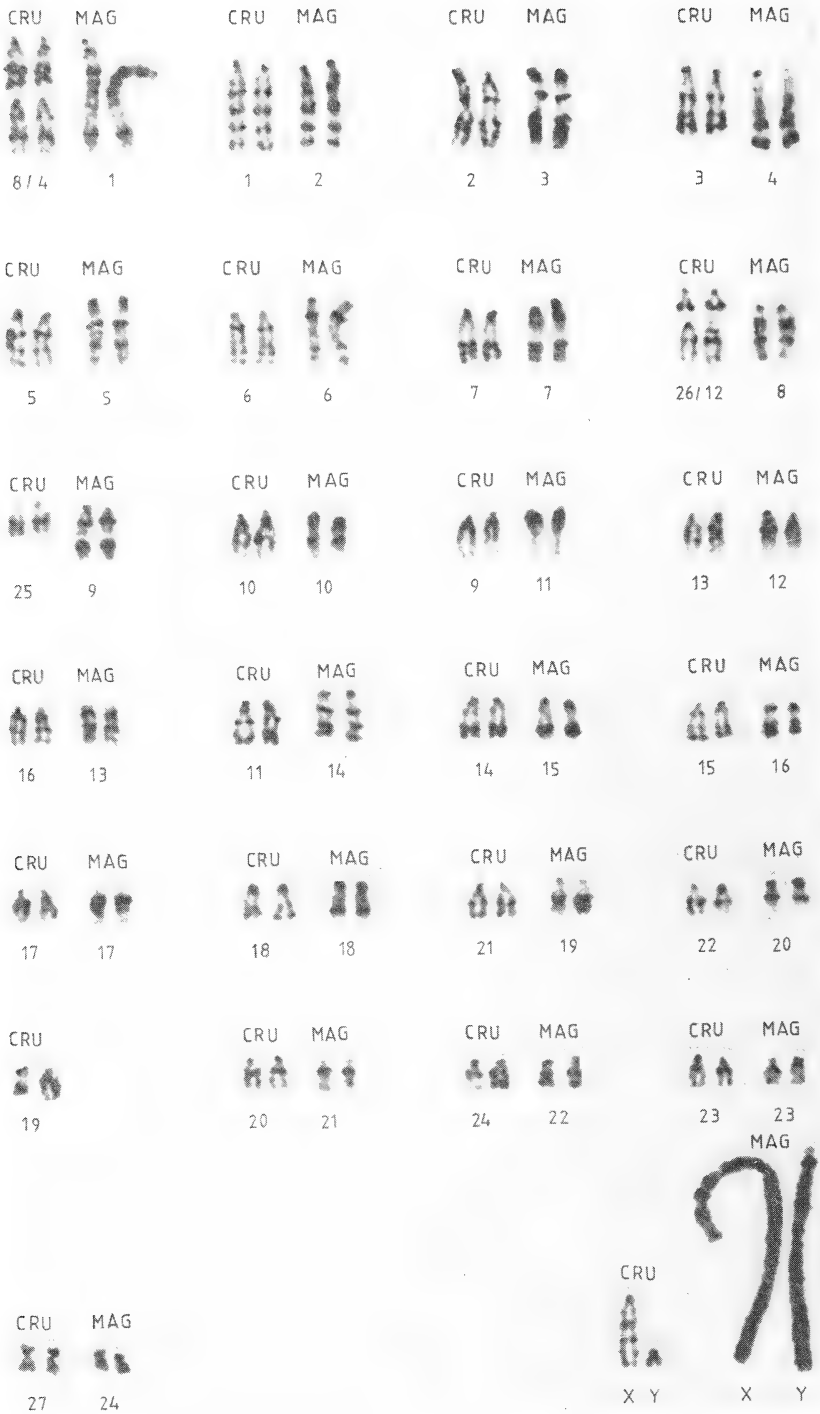 CRU MAG CRU MAG CRU MAG CRU MAG
8/4 1 1 2 2 3 3 4
CRU MAG CRU MAG CRU MAG CRU MAG
5 5 6 6 7 7 26/12 8
CRU MAG CRU MAG CRU MAG CRU MAG
25 9 10 10 9 11 13 12
CRU MAG CRU MAG CRU MAG CRU MAG
16 13 11 14 14 15 15 16
CRU MAG CRU MAG CRU MAG CRU MAG
17 17 18 18 21 19 22 20
CRU CRU MAG CRU MAG CRU MAG
19 20 21 24 22 23 23
MAG
CRU
CRU MAG
X Y X Y
27 24